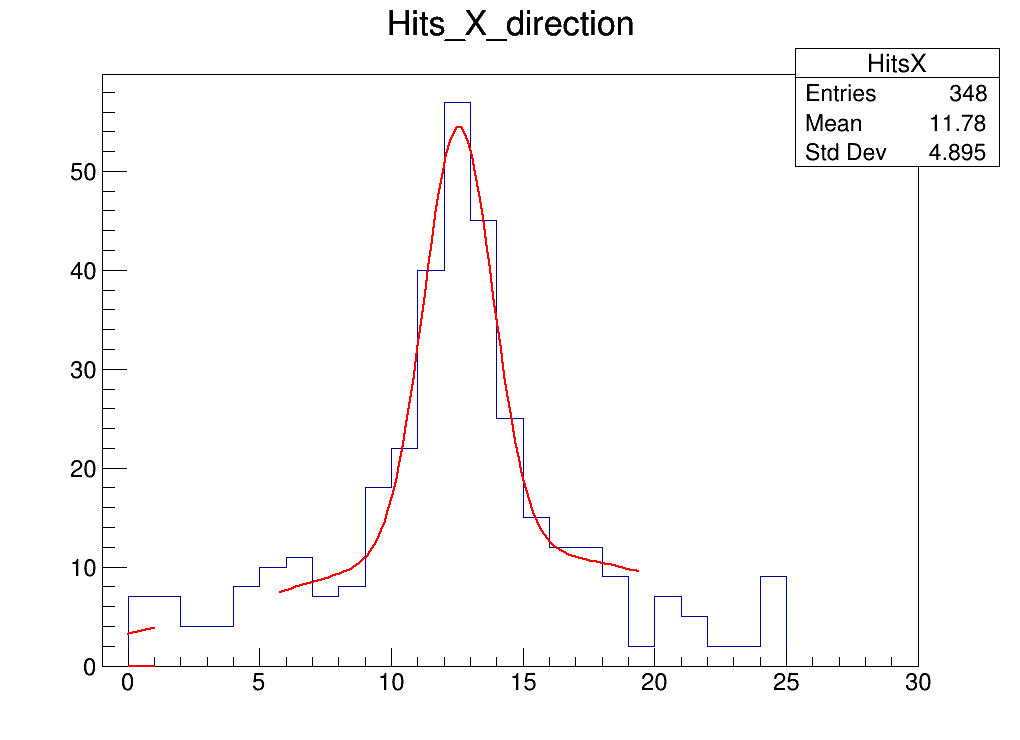 Hits_X_direction
HitsX
Entries 348
Mean 11.78
Std Dev 4.895
50
40
30
20
10
0
0 5 10 15 20 25 30